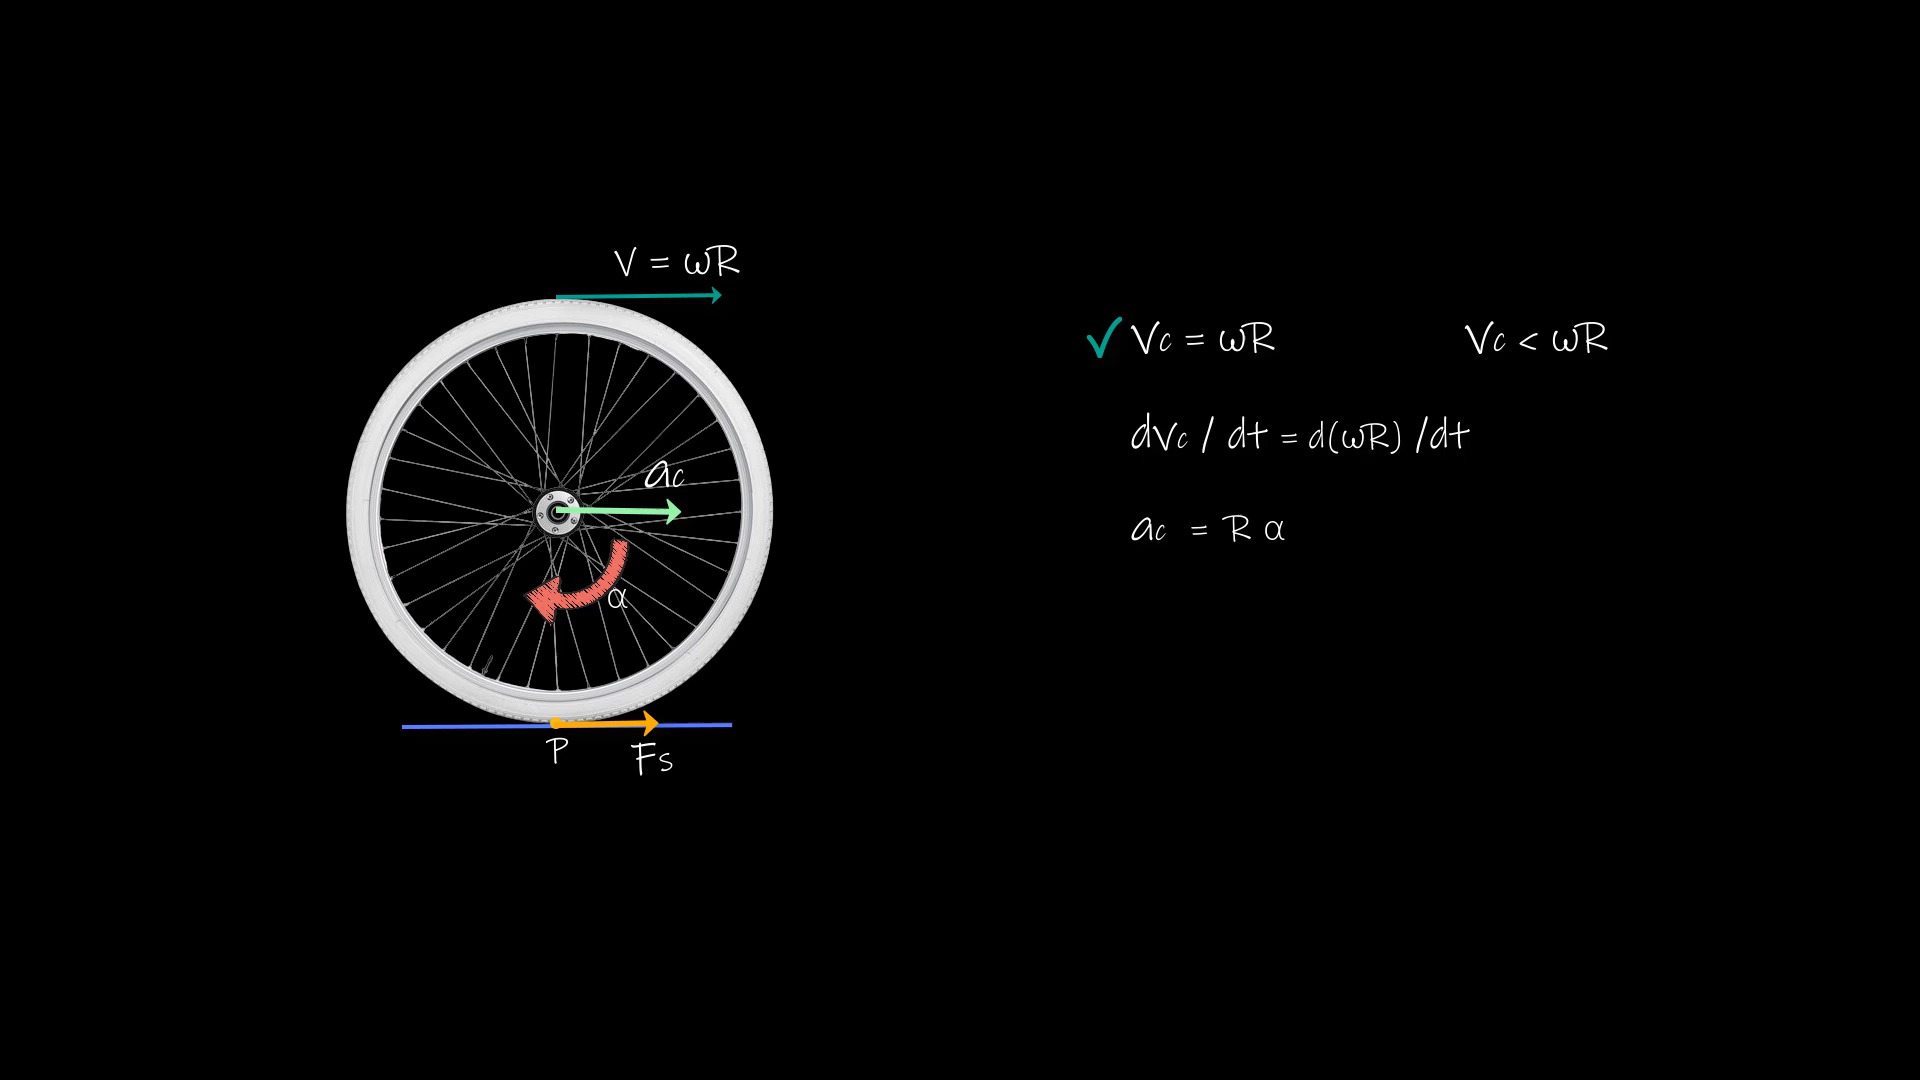 V = ωR
ac
α
P
Fs
✓ Vc = ωR
Vc < ωR
dvc / dt = d(ωR) /dt
ac = R α